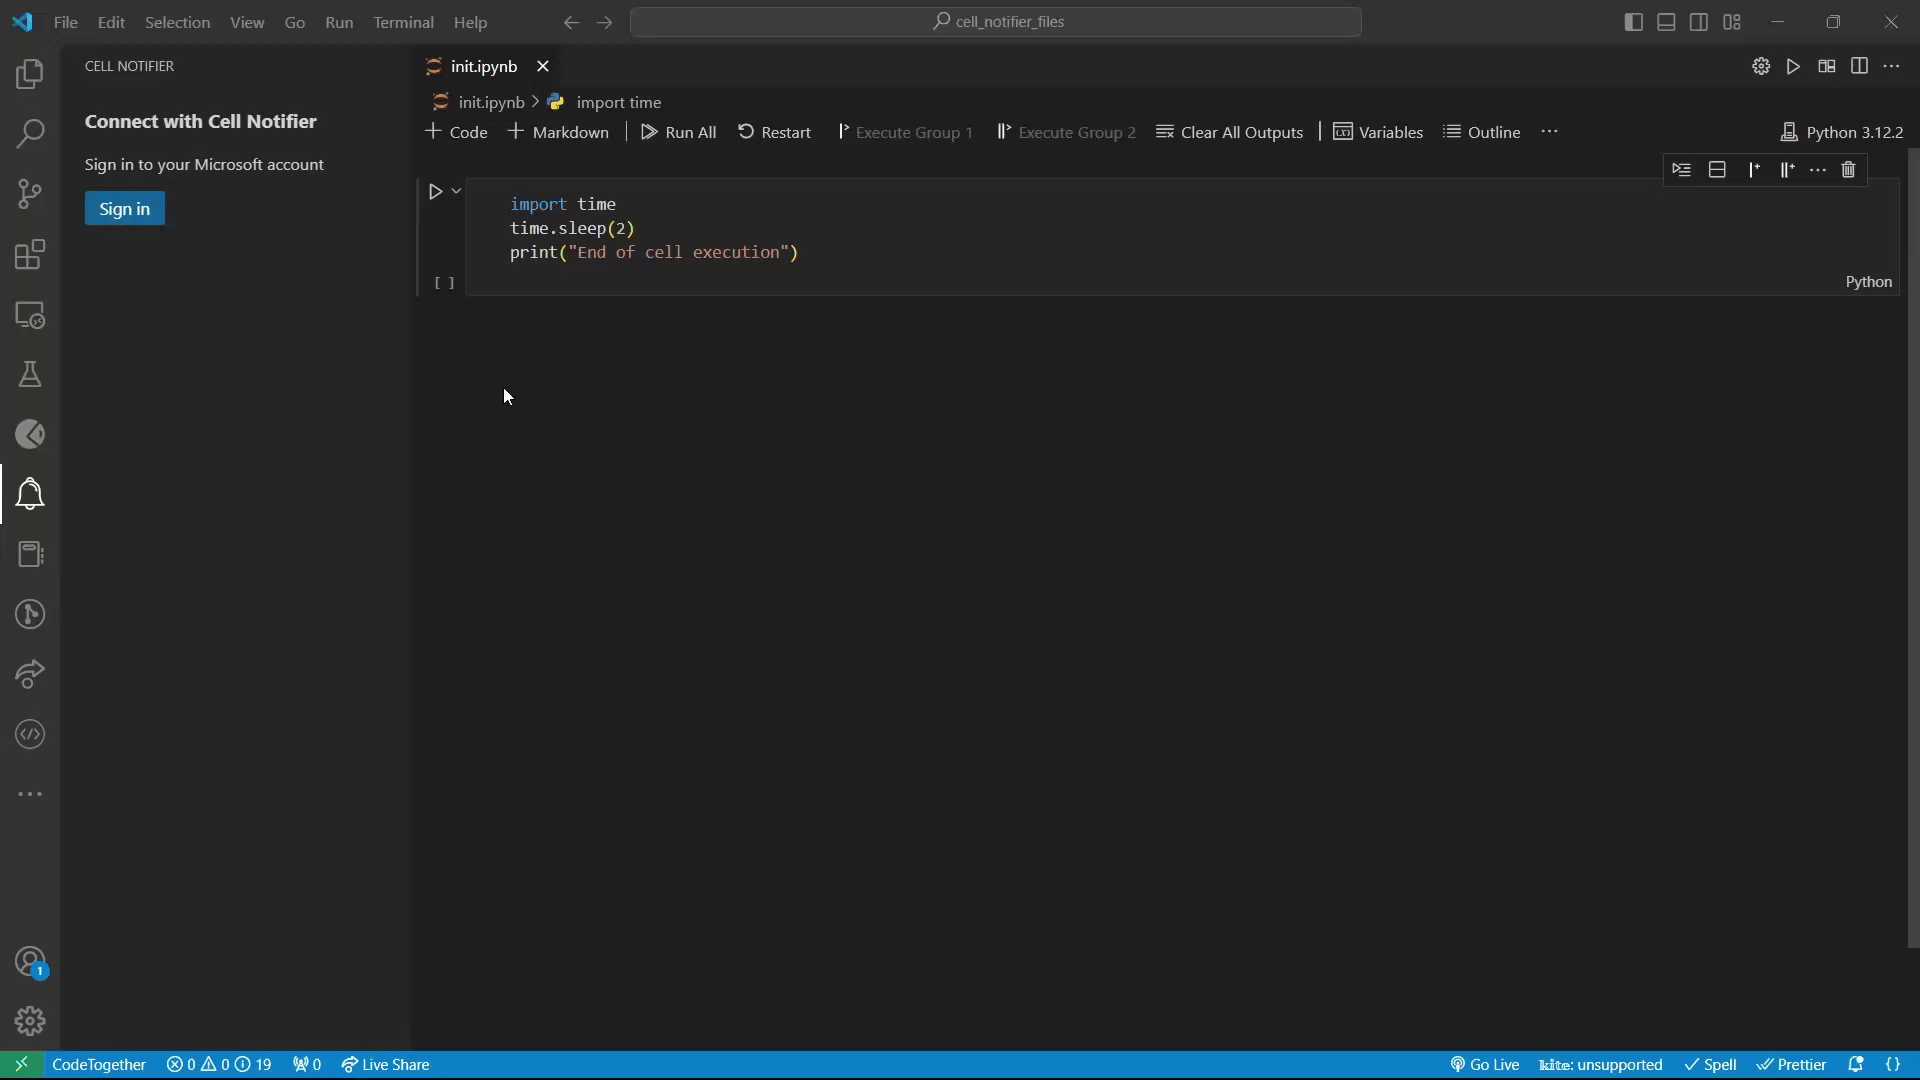 File Edit Selection View Go Run Terminal Help
cell_notifier_files
CELL NOTIFIER
Connect with Cell Notifier
Sign in to your Microsoft account
Sign in
init.ipynb
init.ipynb > import time
Code Markdown Run All Restart Execute Group 1 Execute Group 2 Clear All Outputs Variables Outline ... Python 3.12.2
import time
time.sleep(2)
print("End of cell execution")
[ ]
Python
1
CodeTogether 0 0 19 0 Live Share Go Live kite: unsupported Spell Prettier {}